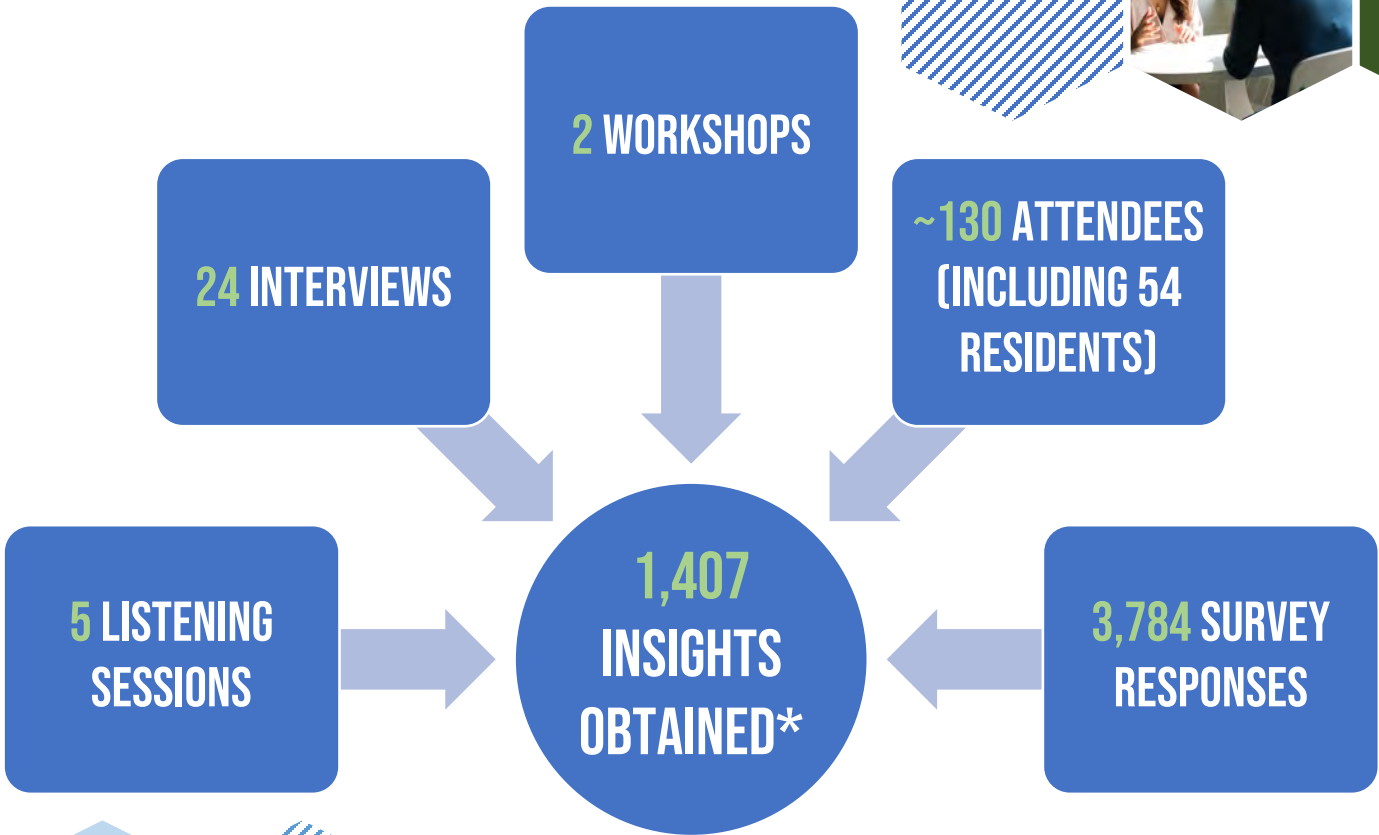 2 WORKSHOPS
24 INTERVIEWS
~130 ATTENDEES
(INCLUDING 54
RESIDENTS)
5 LISTENING
SESSIONS
1,407
INSIGHTS
OBTAINED*
3,784 SURVEY
RESPONSES